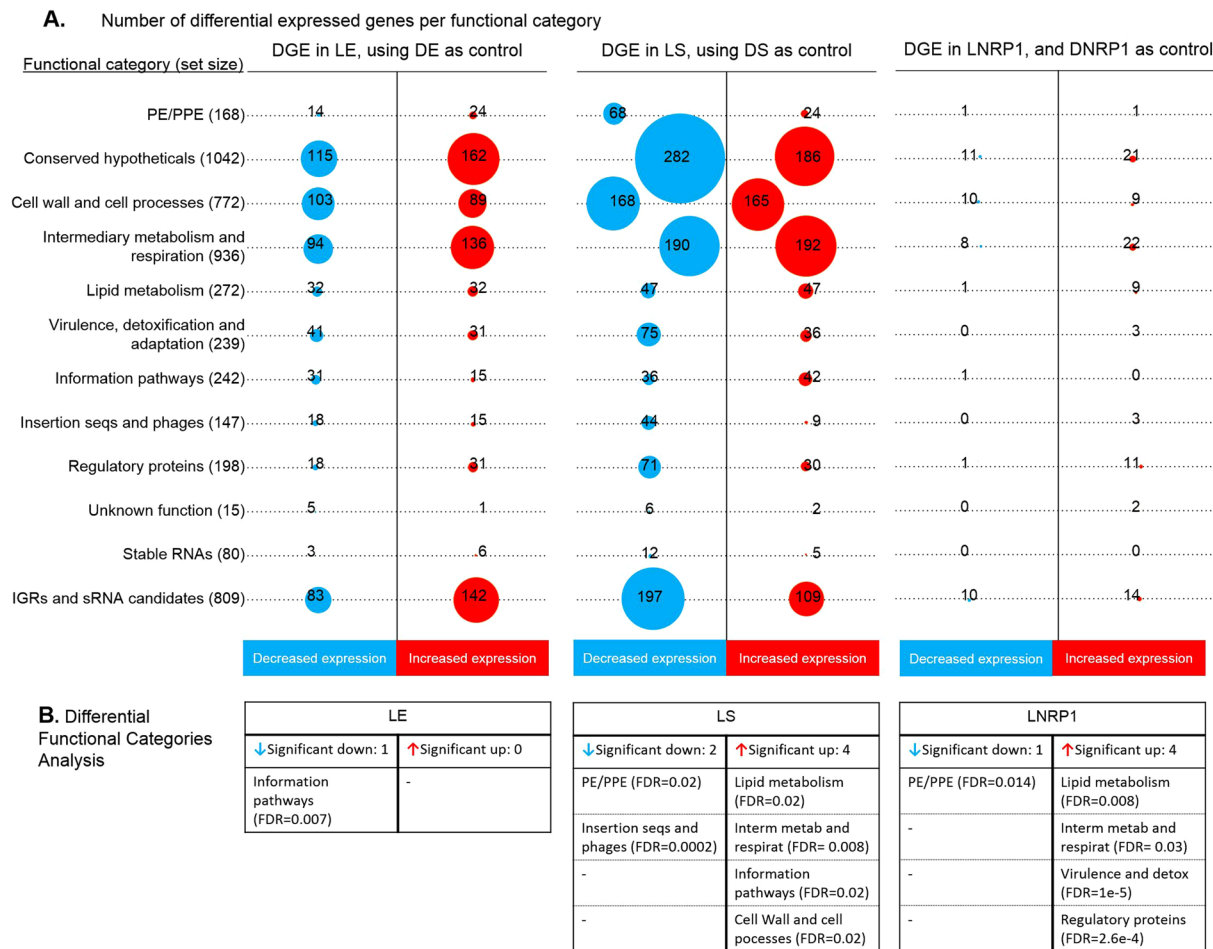 A. Number of differential expressed genes per functional category
Functional category (set size)
DGE in LE, using DE as control
DGE in LS, using DS as control
DGE in LNRP1, and DNRP1 as control
PE/PPE (168) 14 24 68 24 1 1
Conserved hypotheticals (1042) 115 162 282 186 11 21
Cell wall and cell processes (772) 103 89 168 165 10 9
Intermediary metabolism and
respiration (936) 94 136 190 192 8 22
Lipid metabolism (272) 32 32 47 47 1 9
Virulence, detoxification and
adaptation (239) 41 31 75 36 0 3
Information pathways (242) 31 15 36 42 1 0
Insertion seqs and phages (147) 18 15 44 9 0 3
Regulatory proteins (198) 18 31 71 30 1 11
Unknown function (15) 5 1 6 2 0 2
Stable RNAs (80) 3 6 12 5 0 0
IGRs and sRNA candidates (809) 83 142 197 109 10 14
Decreased expression Increased expression Decreased expression Increased expression Decreased expression Increased expression
B. Differential
Functional Categories
Analysis
LE
↓Significant down: 1 ↑Significant up: 0
Information -
pathways
(FDR=0.007)
LS
↓Significant down: 2 ↑Significant up: 4
PE/PPE (FDR=0.02) Lipid metabolism
(FDR=0.02)
Insertion seqs and Interm metab and
phages (FDR=0.0002) respirat (FDR= 0.008)
- Information
pathways (FDR=0.02)
- Cell Wall and cell
pocesses (FDR=0.02)
LNRP1
↓Significant down: 1 ↑Significant up: 4
PE/PPE (FDR=0.014) Lipid metabolism
(FDR=0.008)
- Interm metab and
respirat (FDR= 0.03)
- Virulence and detox
(FDR=1e-5)
- Regulatory proteins
(FDR=2.6e-4)